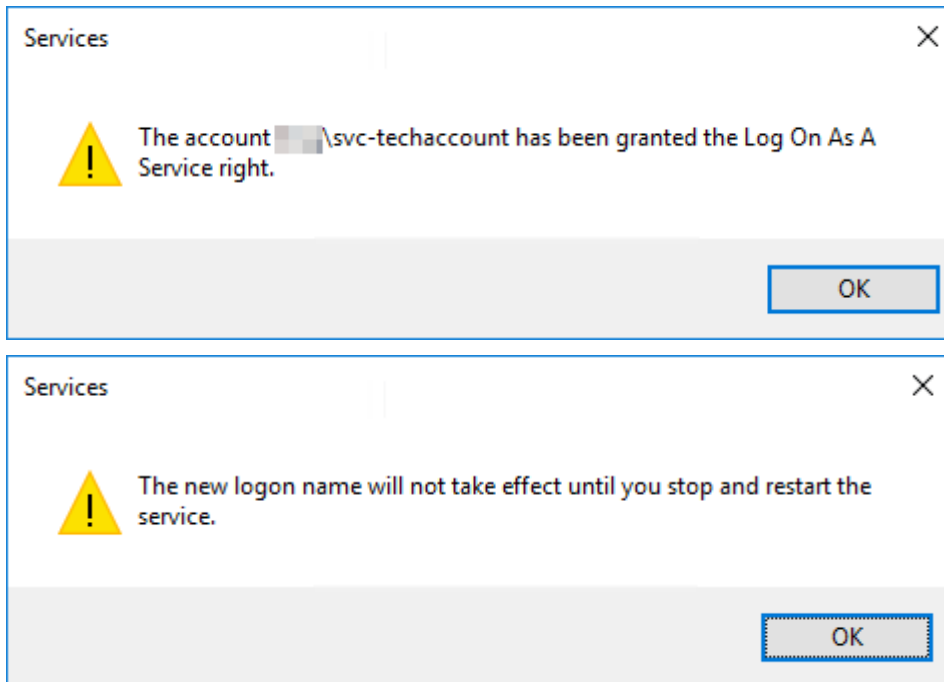 Services
The account \svc-techaccount has been granted the Log On As A
Service right.
OK
Services
The new logon name will not take effect until you stop and restart the
service.
OK